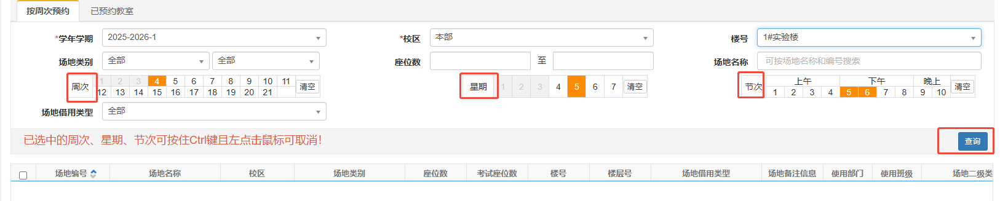 按周次预约 已预约教室
*学年学期 2025-2026-1 *校区 本部 楼号 1#实验楼
场地类别 全部 全部 座位数 至 场地名称 可按场地名称和编号搜索
周次 1 2 3 4 5 6 7 8 9 10 11 清空 星期 1 2 3 4 5 6 7 清空 节次 上午 下午 晚上 清空
12 13 14 15 16 17 18 19 20 21 1 2 3 4 5 6 7 8 9 10
场地借用类型 全部
已选中的周次、星期、节次可按住Ctrl键且左点击鼠标可取消! 查询
场地编号 场地名称 校区 场地类别 座位数 考试座位数 楼号 楼层号 场地借用类型 场地备注信息 使用部门 使用班级 场地二级类